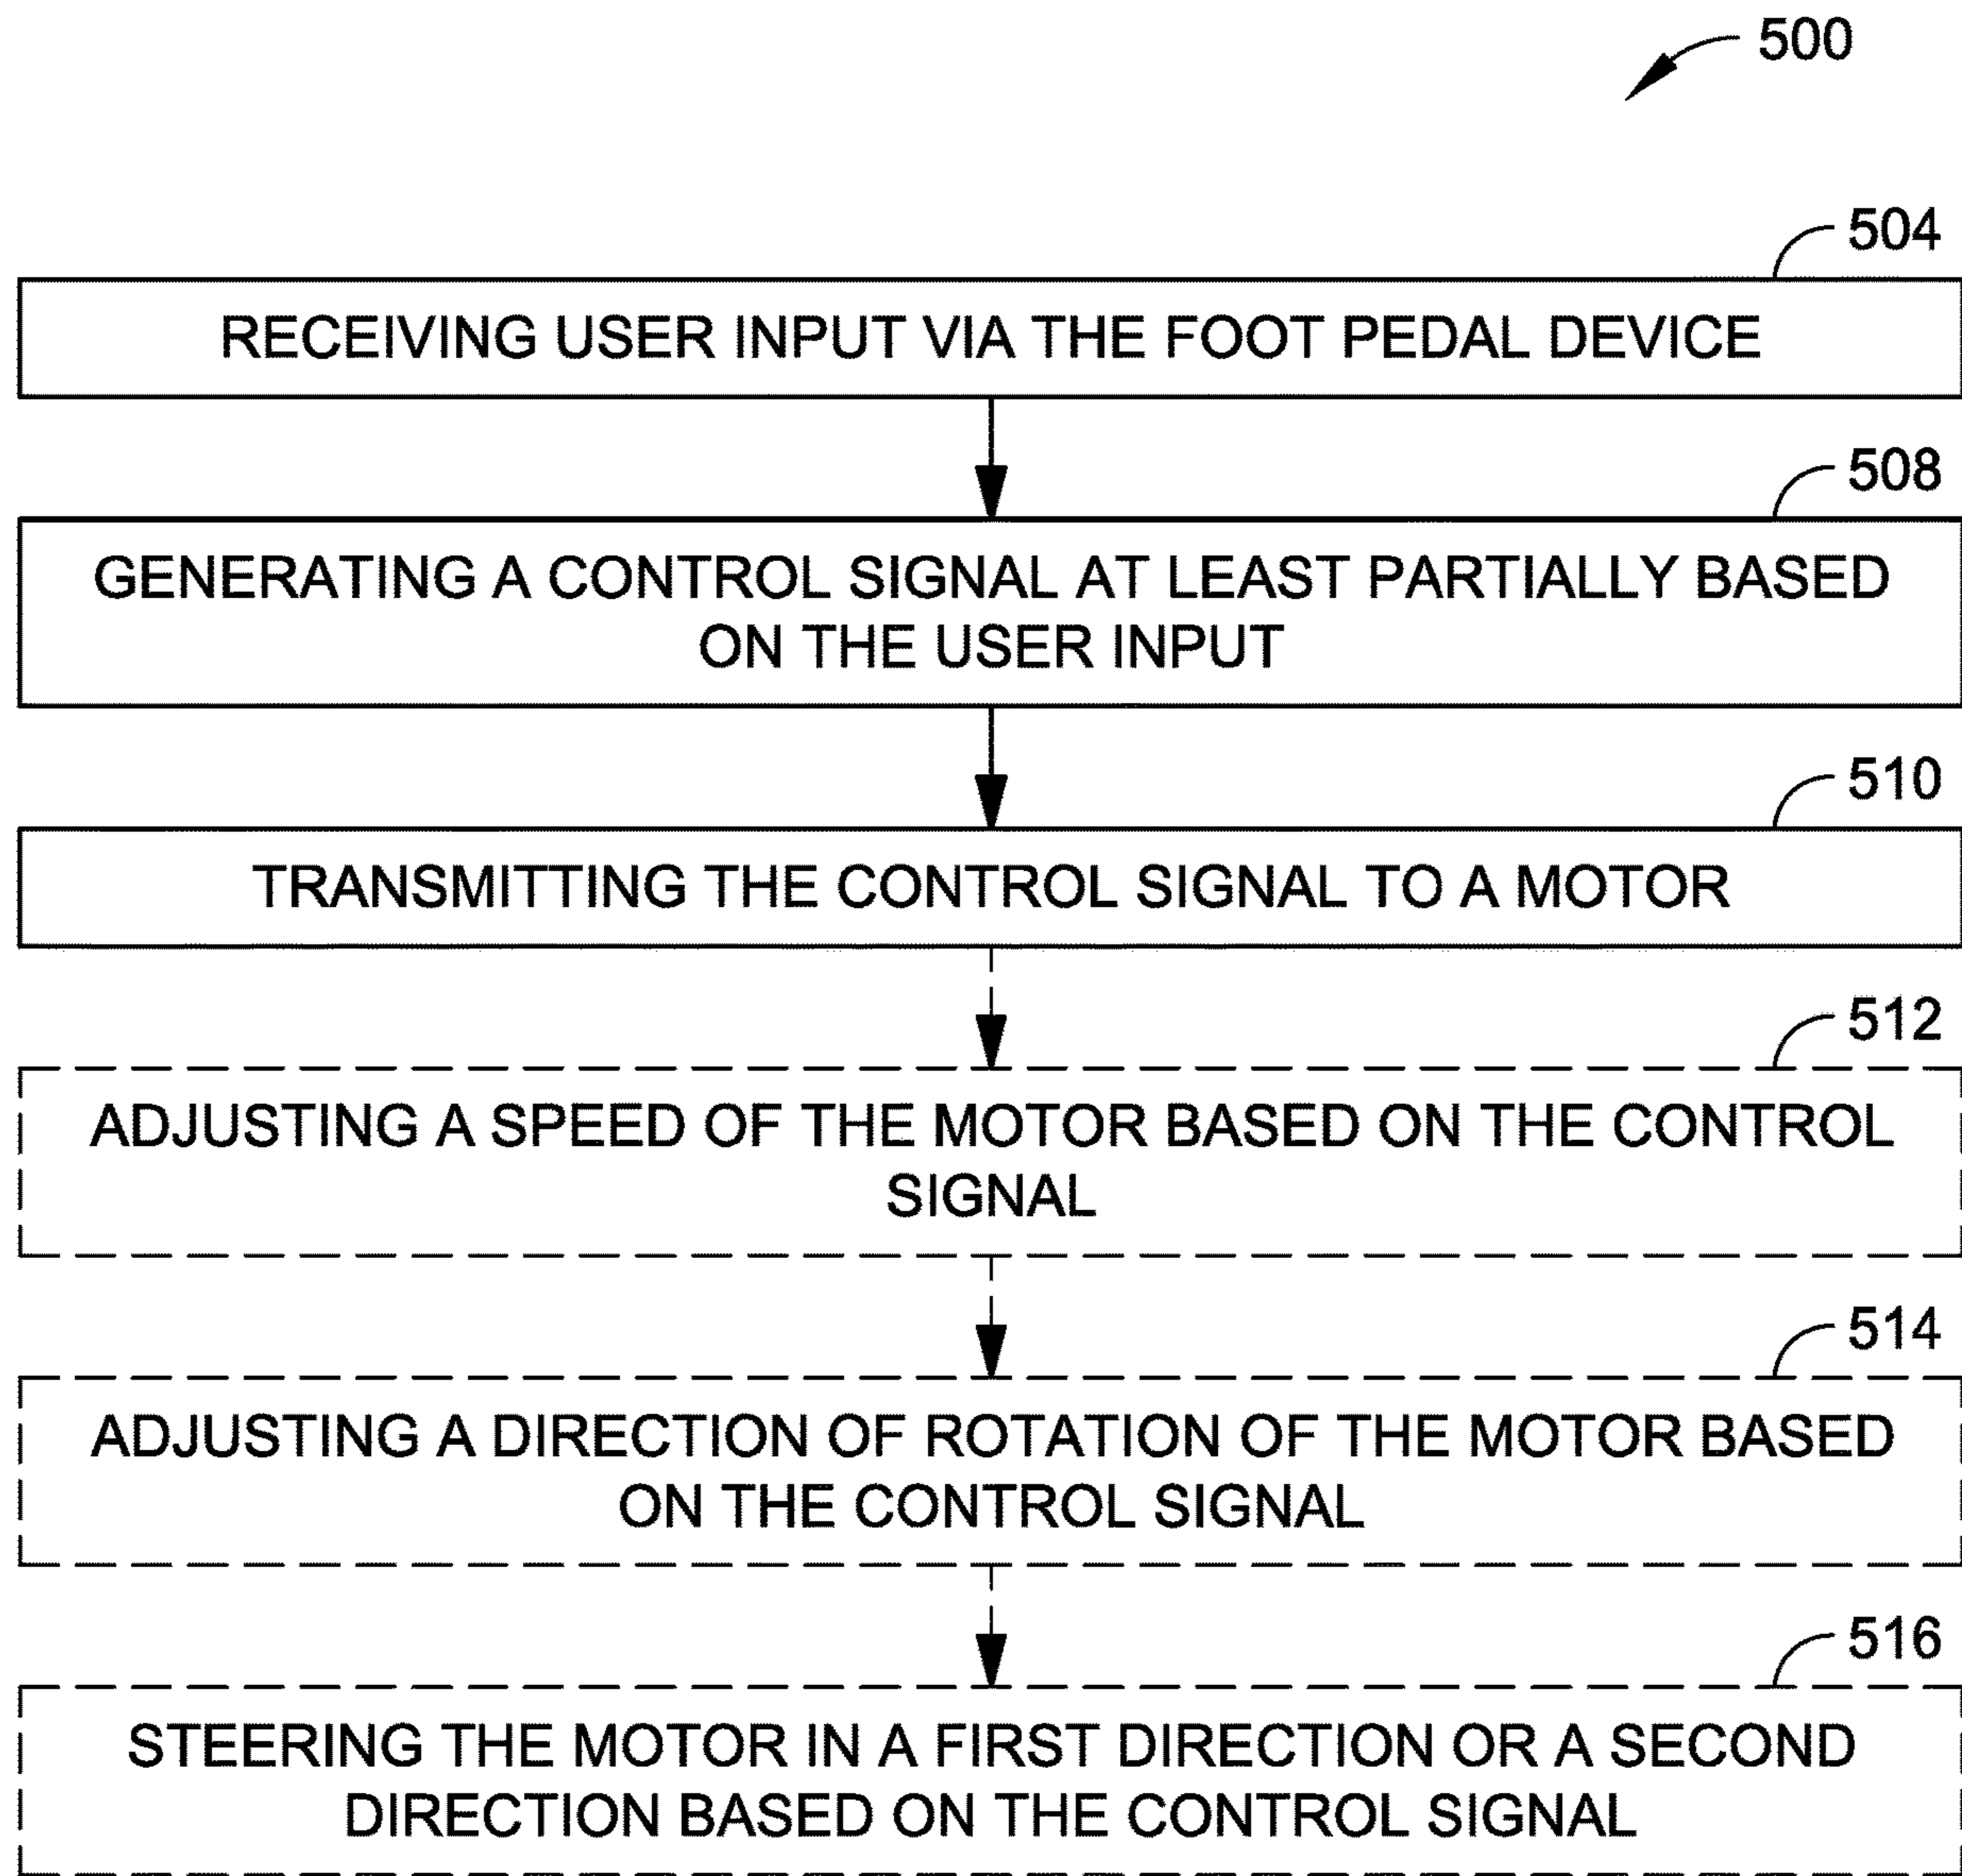 500
504
RECEIVING USER INPUT VIA THE FOOT PEDAL DEVICE
508
GENERATING A CONTROL SIGNAL AT LEAST PARTIALLY BASED
ON THE USER INPUT
510
TRANSMITTING THE CONTROL SIGNAL TO A MOTOR
512
ADJUSTING A SPEED OF THE MOTOR BASED ON THE CONTROL
SIGNAL
514
ADJUSTING A DIRECTION OF ROTATION OF THE MOTOR BASED
ON THE CONTROL SIGNAL
516
STEERING THE MOTOR IN A FIRST DIRECTION OR A SECOND
DIRECTION BASED ON THE CONTROL SIGNAL